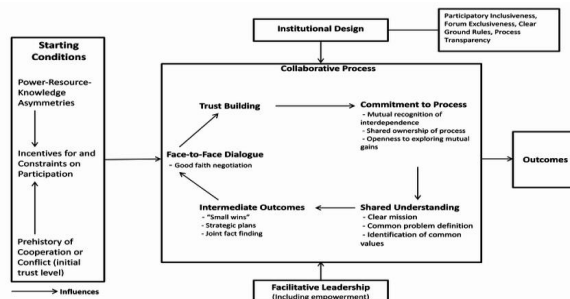 Starting
Conditions
Power-Resource-
Knowledge
Asymmetries
Incentives for and
Constraints on
Participation
Prehistory of
Cooperation or
Conflict (initial
trust level)
Influences
Institutional Design
Participatory Inclusiveness,
Forum Exclusiveness, Clear
Ground Rules, Process
Transparency
Collaborative Process
Trust Building
Commitment to Process
- Mutual recognition of
interdependence
- Shared ownership of process
- Openness to exploring mutual
gains
Face-to-Face Dialogue
- Good faith negotiation
Intermediate Outcomes
- "Small wins"
- Strategic plans
- Joint fact finding
Shared Understanding
- Clear mission
- Common problem definition
- Identification of common
values
Outcomes
Facilitative Leadership
(Including empowerment)